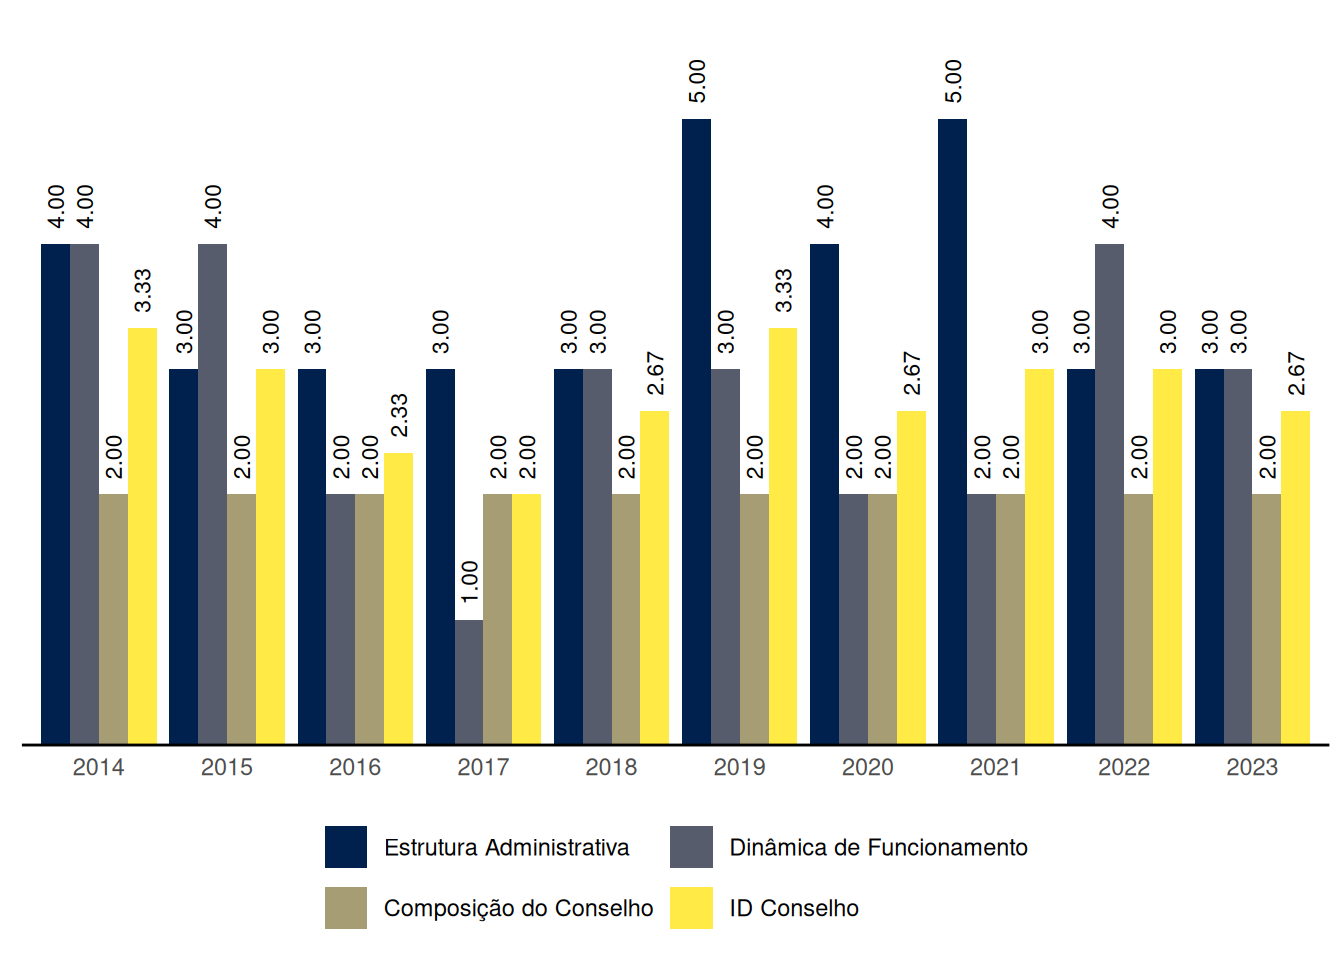 5.00 5.00
4.00 4.00 4.00 4.00 4.00
3.33 3.33
3.00 3.00 3.00 3.00 3.00 3.00 3.00 3.00 3.00 3.00 3.00 3.00
2.67 2.67 2.67
2.33
2.00 2.00 2.00 2.00 2.00 2.00 2.00 2.00 2.00 2.00 2.00 2.00 2.00 2.00
1.00
2014 2015 2016 2017 2018 2019 2020 2021 2022 2023
Estrutura Administrativa Dinâmica de Funcionamento
Composição do Conselho ID Conselho